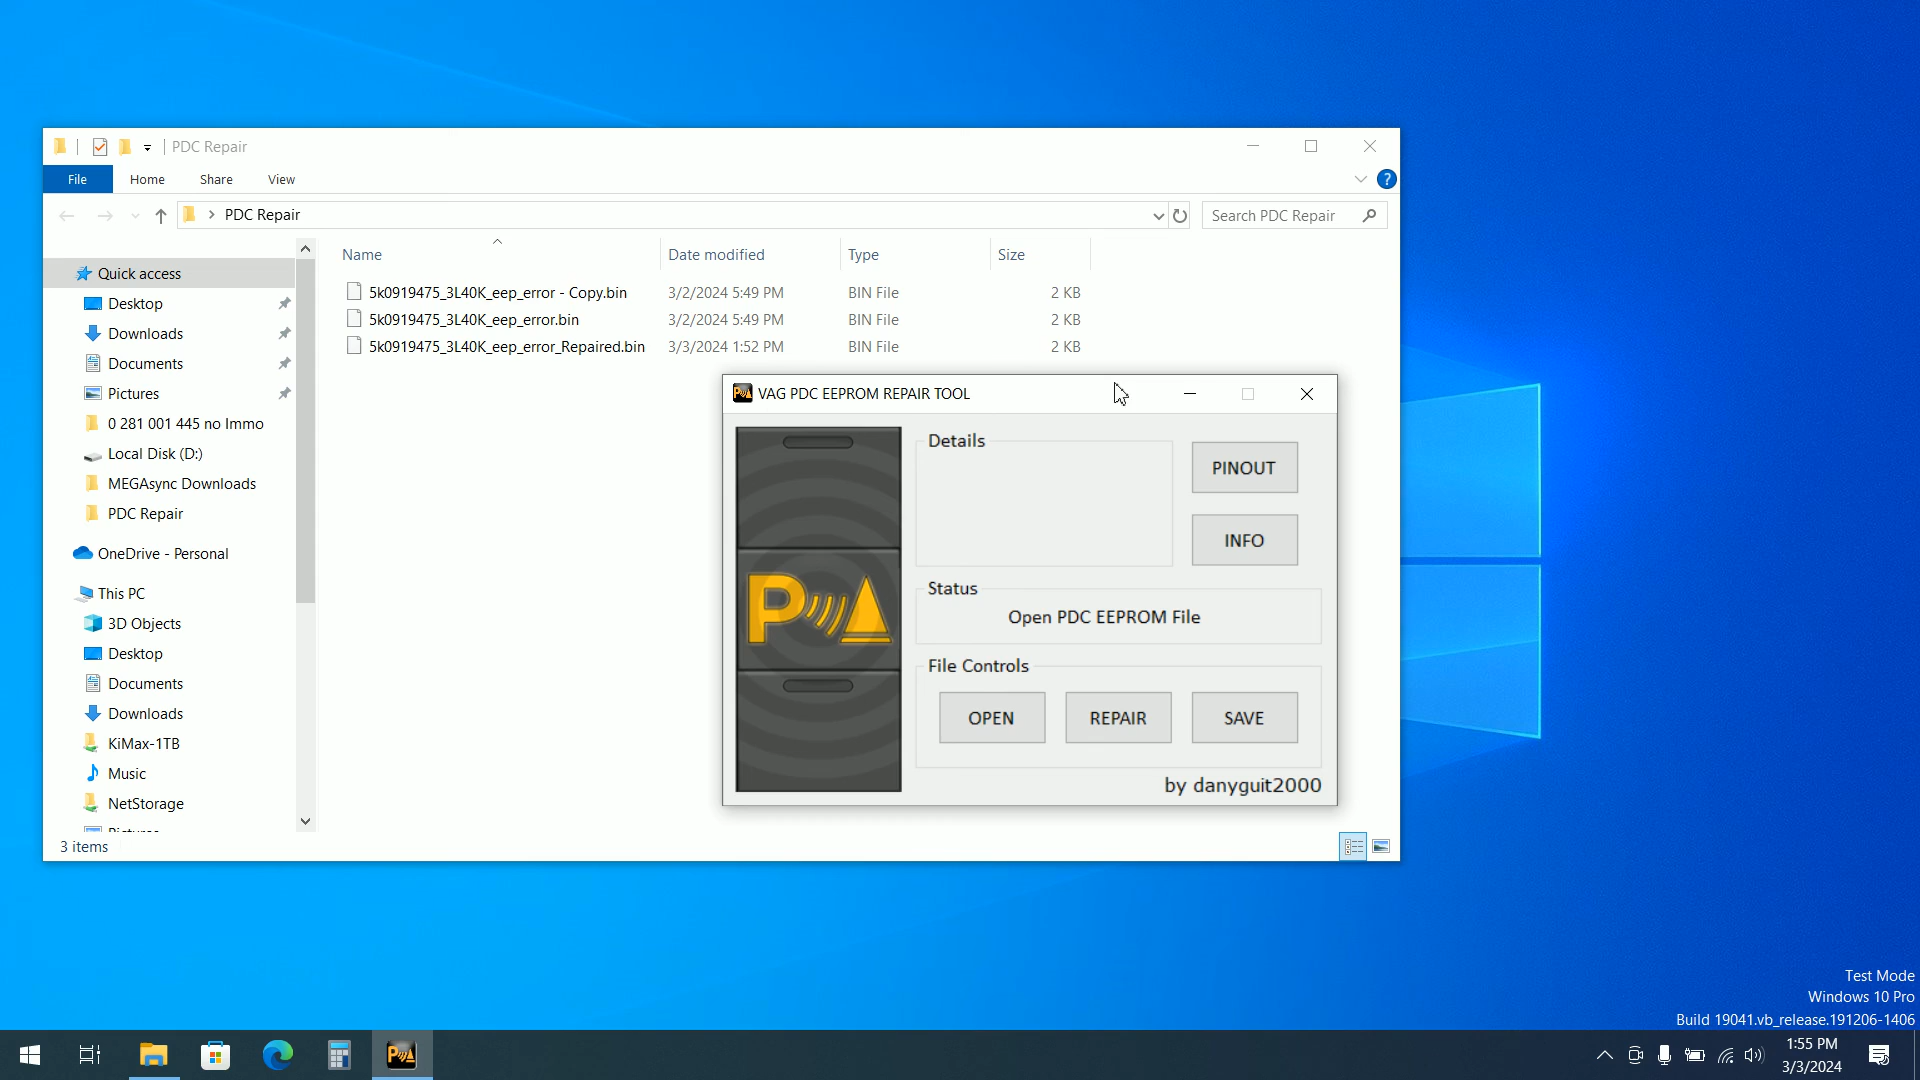 PDC Repair
File Home Share View
PDC Repair
Search PDC Repair
Name Date modified Type Size
Quick access
Desktop
Downloads
Documents
Pictures
0 281 001 445 no Immo
Local Disk (D:)
MEGAsync Downloads
PDC Repair
OneDrive - Personal
This PC
3D Objects
Desktop
Documents
Downloads
KiMax-1TB
Music
NetStorage
Pictures
5k0919475_3L40K_eep_error - Copy.bin 3/2/2024 5:49 PM BIN File 2 KB
5k0919475_3L40K_eep_error.bin 3/2/2024 5:49 PM BIN File 2 KB
5k0919475_3L40K_eep_error_Repaired.bin 3/3/2024 1:52 PM BIN File 2 KB
3 items
VAG PDC EEPROM REPAIR TOOL
P
Details
PINOUT
INFO
Status
Open PDC EEPROM File
File Controls
OPEN REPAIR SAVE
by danyguit2000
Test Mode
Windows 10 Pro
Build 19041.vb_release.191206-1406
1:55 PM
3/3/2024